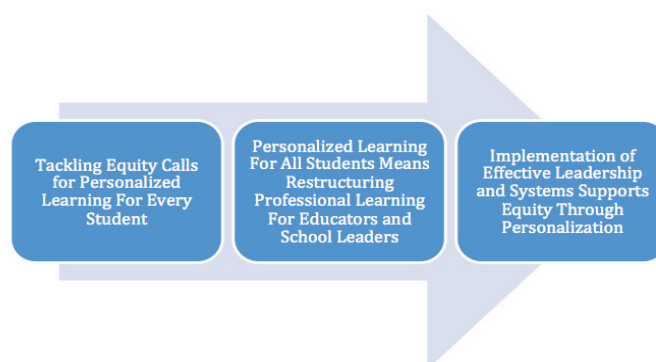 Tackling Equity Calls
for Personalized
Learning For Every
Student
Personalized Learning
For All Students Means
Restructuring
Professional Learning
For Educators and
School Leaders
Implementation of
Effective Leadership
and Systems Supports
Equity Through
Personalization